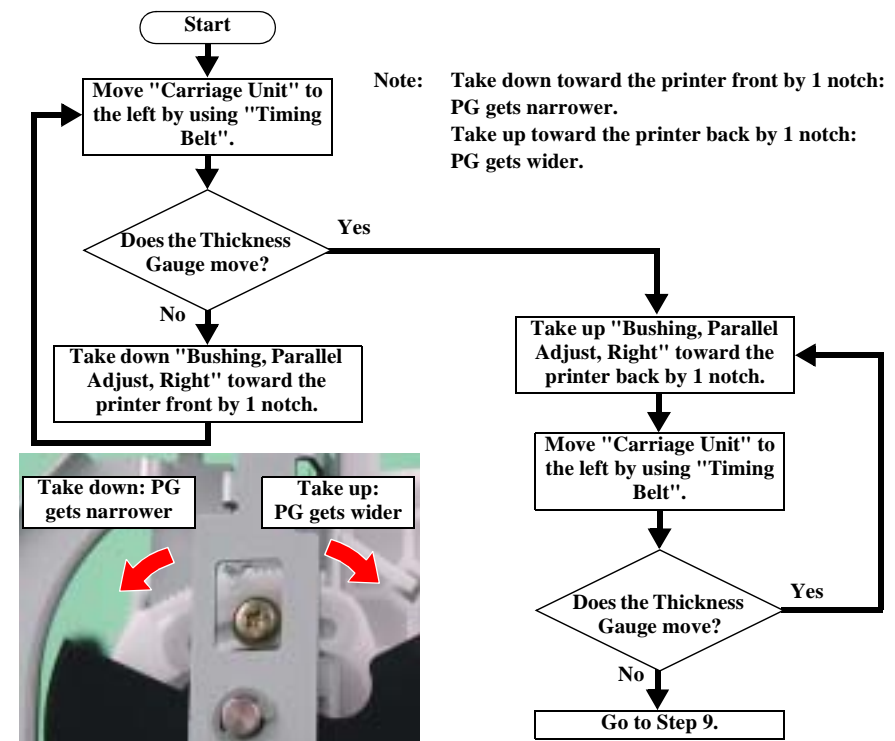 Start
Move "Carriage Unit" to
the left by using "Timing
Belt".
Note: Take down toward the printer front by 1 notch:
PG gets narrower.
Take up toward the printer back by 1 notch:
PG gets wider.
Does the Thickness
Gauge move?
Yes
No
Take down "Bushing, Parallel
Adjust, Right" toward the
printer front by 1 notch.
Take down: PG
gets narrower
Take up:
PG gets wider
Take up "Bushing, Parallel
Adjust, Right" toward the
printer back by 1 notch.
Move "Carriage Unit" to
the left by using "Timing
Belt".
Does the Thickness
Gauge move?
Yes
No
Go to Step 9.